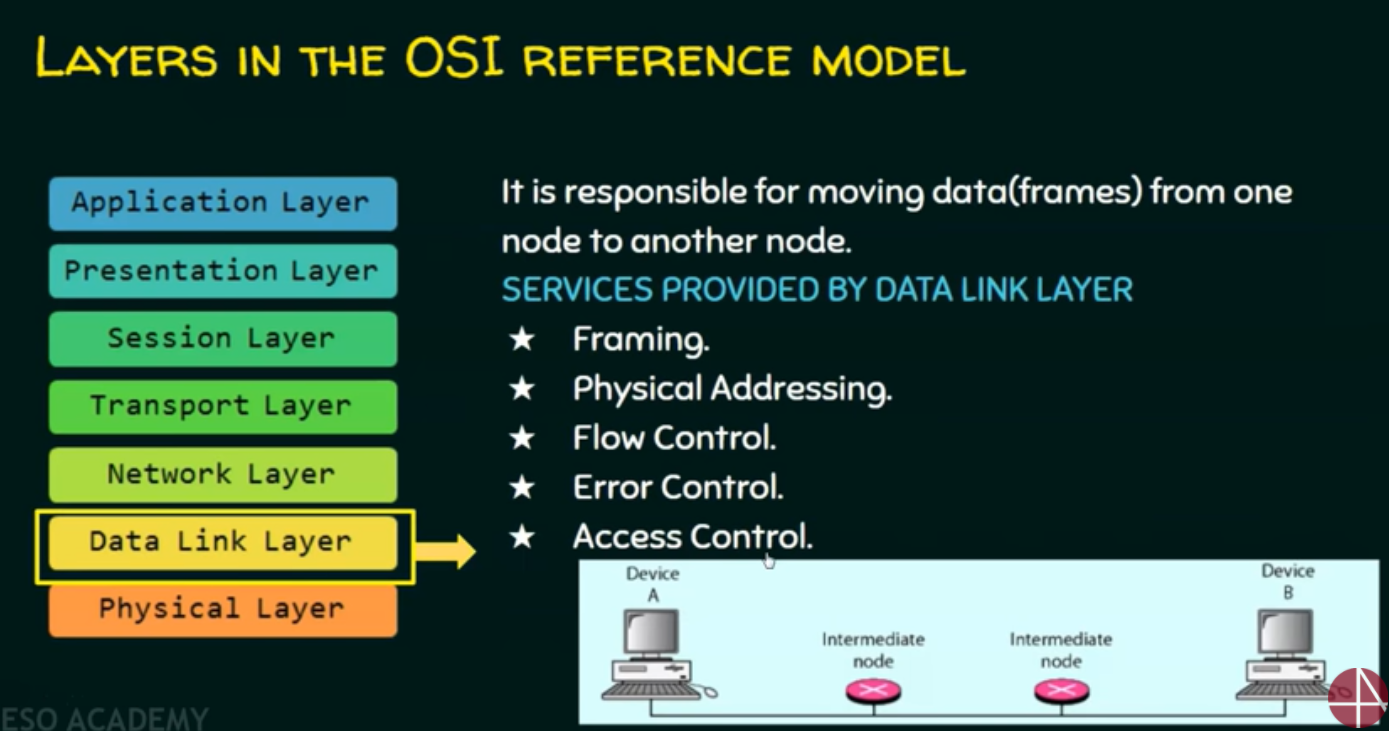 LAYERS IN THE OSI REFERENCE MODEL
Application Layer
Presentation Layer
Session Layer
Transport Layer
Network Layer
Data Link Layer
Physical Layer
It is responsible for moving data(frames) from one
node to another node.
SERVICES PROVIDED BY DATA LINK LAYER
★ Framing.
★ Physical Addressing.
★ Flow Control.
★ Error Control.
★ Access Control.
Device
A
Intermediate
node
Intermediate
node
Device
B
ESO ACADEMY